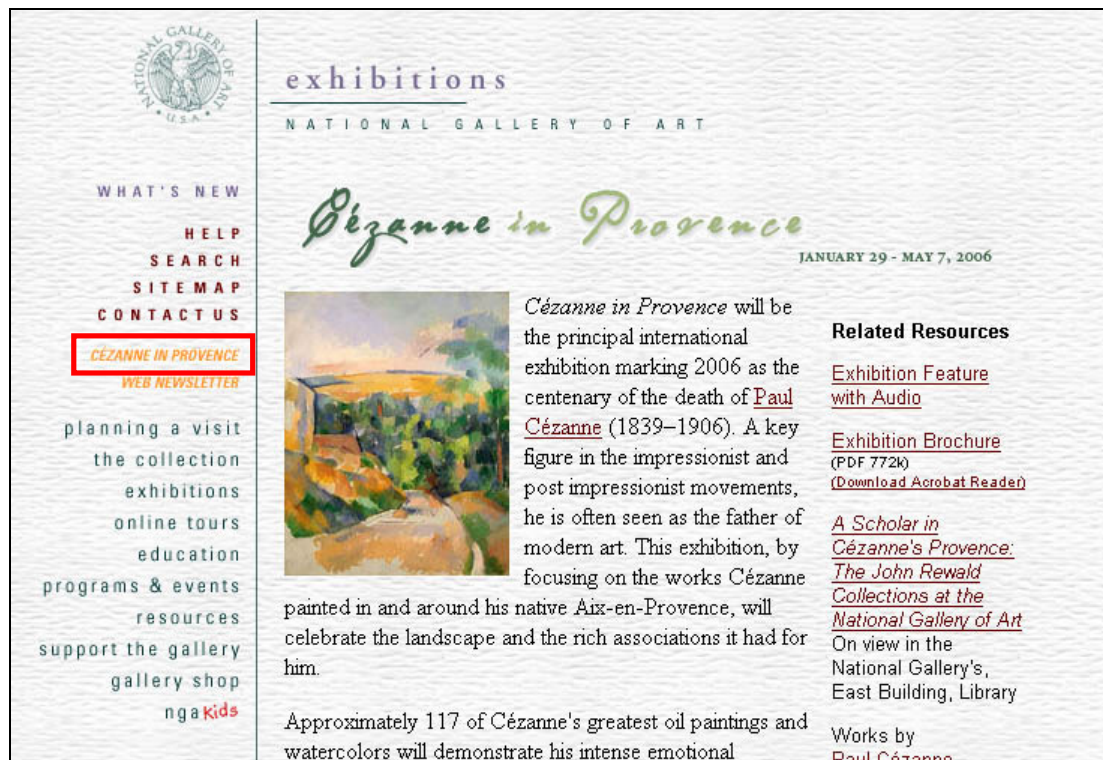 NATIONAL GALLERY OF ART
• U.S.A. •
WHAT'S NEW
HELP
SEARCH
SITEMAP
CONTACT US
CÉZANNE IN PROVENCE
WEB NEWSLETTER
planning a visit
the collection
exhibitions
online tours
education
programs & events
resources
support the gallery
gallery shop
nga kids
exhibitions
NATIONAL GALLERY OF ART
Cézanne in Provence
JANUARY 29 - MAY 7, 2006
Cézanne in Provence will be
the principal international
exhibition marking 2006 as the
centenary of the death of Paul
Cézanne (1839–1906). A key
figure in the impressionist and
post impressionist movements,
he is often seen as the father of
modern art. This exhibition, by
focusing on the works Cézanne
painted in and around his native Aix-en-Provence, will
celebrate the landscape and the rich associations it had for
him.
Approximately 117 of Cézanne's greatest oil paintings and
watercolors will demonstrate his intense emotional
Related Resources
Exhibition Feature
with Audio
Exhibition Brochure
(PDF 772k)
(Download Acrobat Reader)
A Scholar in
Cézanne's Provence:
The John Rewald
Collections at the
National Gallery of Art
On view in the
National Gallery's,
East Building, Library
Works by
Paul Cézanne